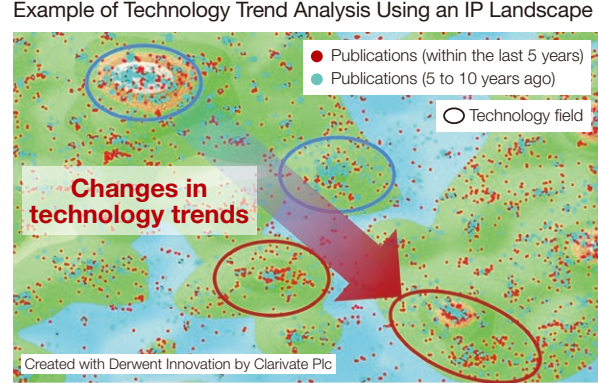 Example of Technology Trend Analysis Using an IP Landscape
Publications (within the last 5 years)
Publications (5 to 10 years ago)
Technology field
Changes in
technology trends
Created with Derwent Innovation by Clarivate Plc